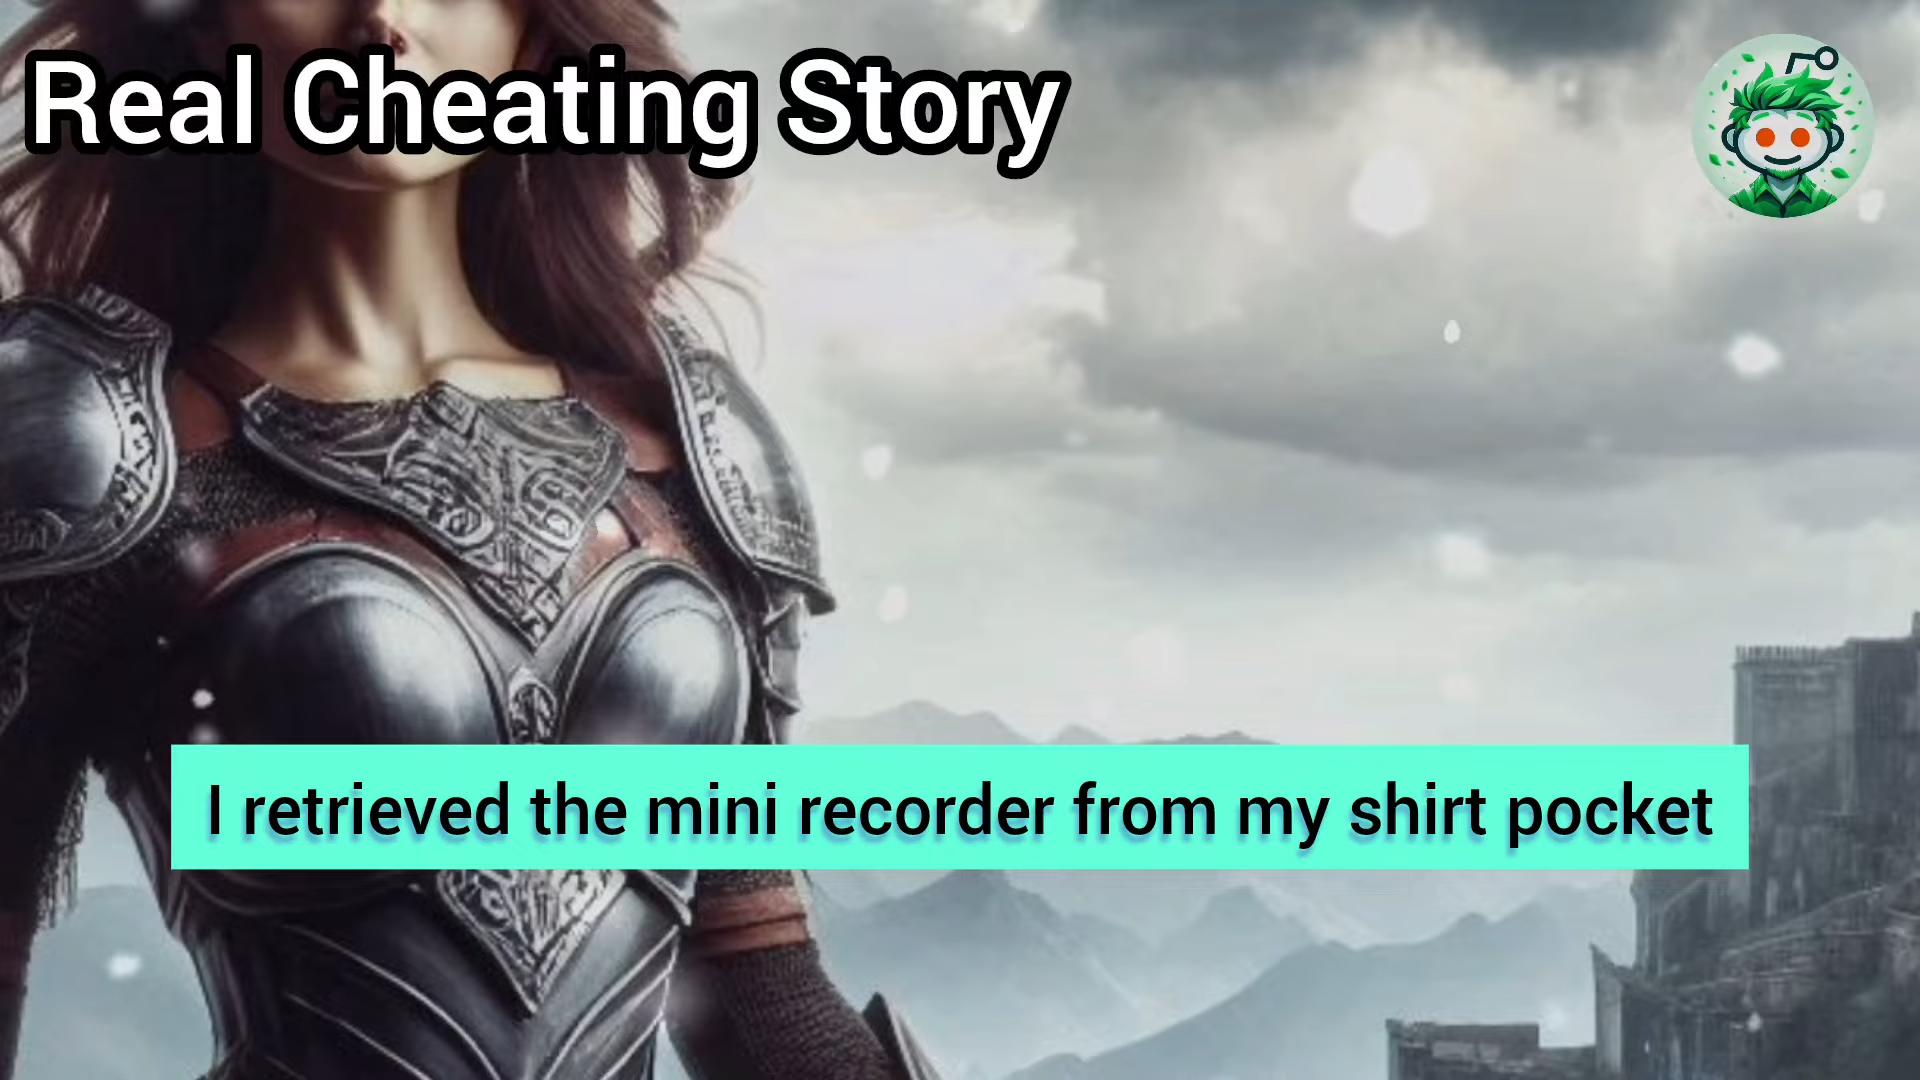 Real Cheating Story
I retrieved the mini recorder from my shirt pocket